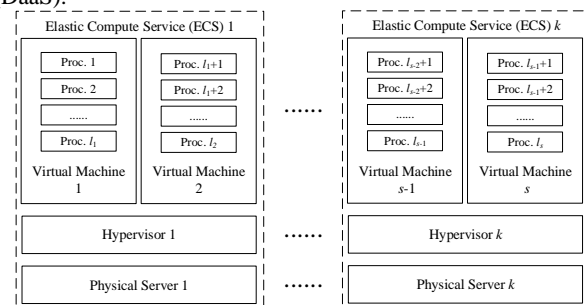 DaaS).
Elastic Compute Service (ECS) 1
Elastic Compute Service (ECS) k
Proc. 1
Proc. 2
......
Proc. l1
Virtual Machine
1
Proc. l1+1
Proc. l1+2
......
Proc. l2
Virtual Machine
2
......
Proc. ls-2+1
Proc. ls-2+2
......
Proc. ls-1
Virtual Machine
s-1
Proc. ls-1+1
Proc. ls-1+2
......
Proc. ls
Virtual Machine
s
Hypervisor 1
......
Hypervisor k
Physical Server 1
......
Physical Server k